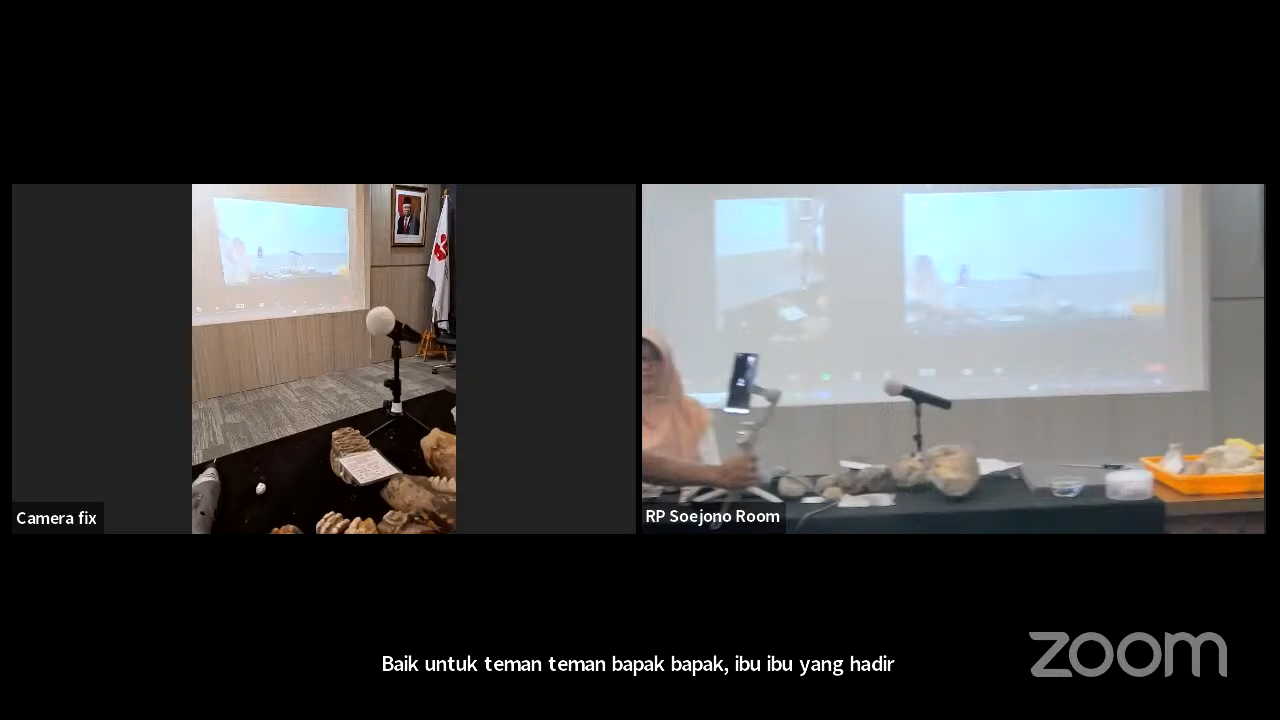 Camera fix
RP Soejono Room
Baik untuk teman teman bapak bapak, ibu ibu yang hadir
zoom